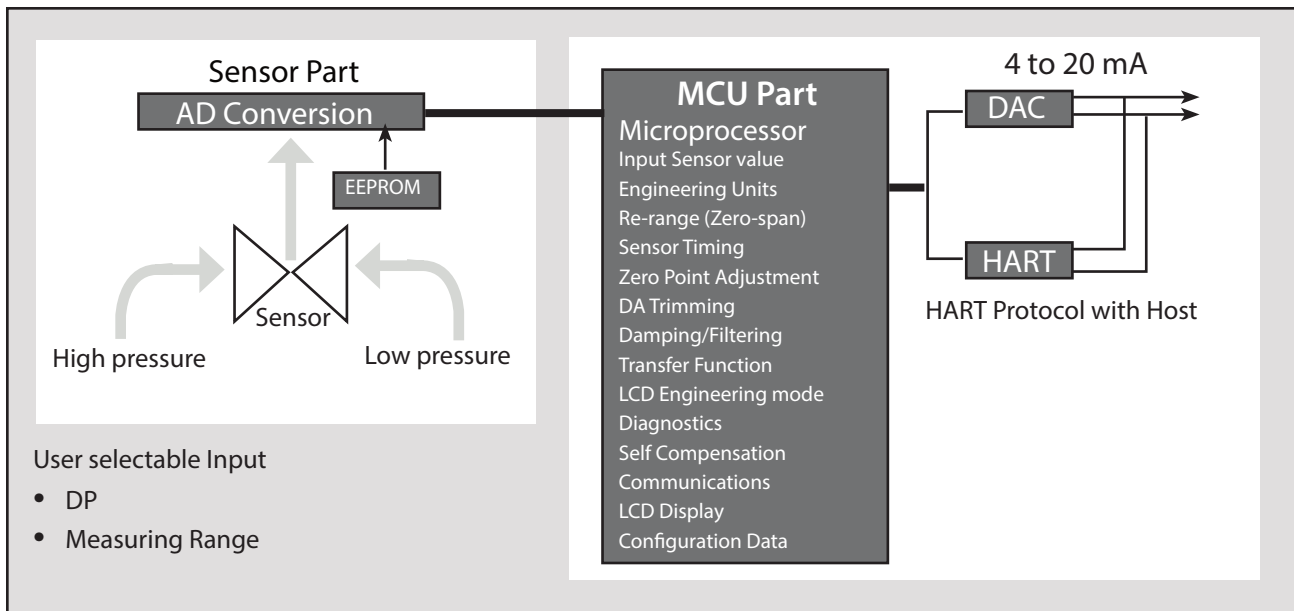 Sensor Part
AD Conversion
EEPROM
Sensor
High pressure
Low pressure
User selectable Input
• DP
• Measuring Range
MCU Part
Microprocessor
Input Sensor value
Engineering Units
Re-range (Zero-span)
Sensor Timing
Zero Point Adjustment
DA Trimming
Damping/Filtering
Transfer Function
LCD Engineering mode
Diagnostics
Self Compensation
Communications
LCD Display
Configuration Data
4 to 20 mA
DAC
HART
HART Protocol with Host